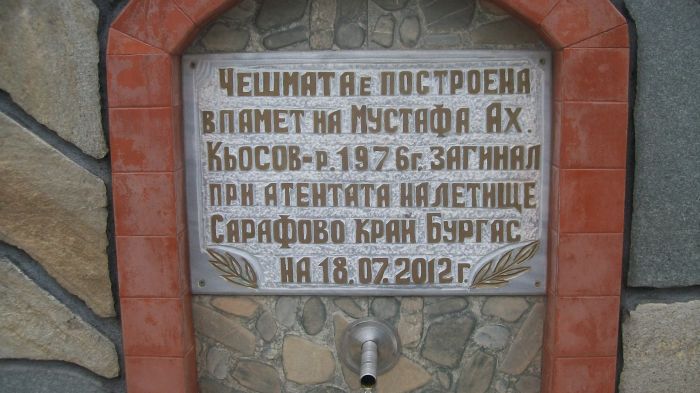 ЧЕШМАТА Е ПОСТРОЕНА
В ПАМЕТ НА МУСТАФА АХ.
КЬОСОВ-Р. 1976Г. ЗАГИНАЛ
ПРИ АТЕНТАТА НА ЛЕТИЩЕ
САРАФОВО КРАЙ БУРГАС
НА 18.07.2012 Г